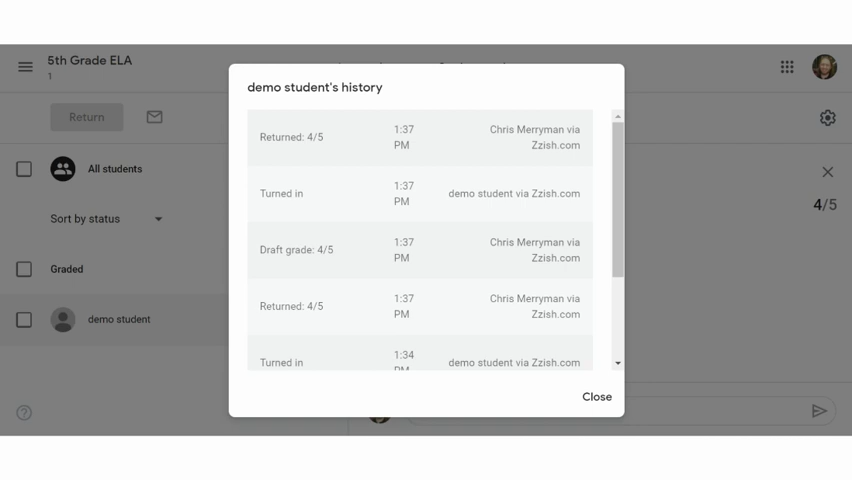 5th Grade ELA
1
Return
All students
Sort by status
Graded
demo student
4/5
demo student's history
Returned: 4/5
1:37
PM
Chris Merryman via
Zzish.com
Turned in
1:37
PM
demo student via Zzish.com
Draft grade: 4/5
1:37
PM
Chris Merryman via
Zzish.com
Returned: 4/5
1:37
PM
Chris Merryman via
Zzish.com
Turned in
1:34
PM
demo student via Zzish.com
Close